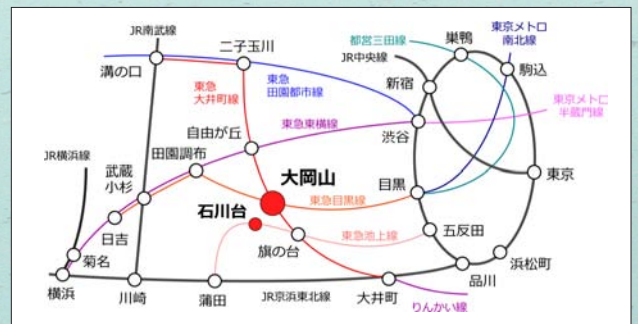 JR南武線
二子玉川
都営三田線
巣鴨
東京メトロ
南北線
JR中央線
溝の口
新宿
駒込
東急
大井町線
東急
田園都市線
東京メトロ
半蔵門線
自由が丘
東急東横線
渋谷
JR横浜線
田園調布
武蔵
小杉
大岡山
東京
目黒
東急目黒線
石川台
日吉
東急池上線
五反田
旗の台
菊名
浜松町
品川
横浜
川崎
蒲田
JR京浜東北線
大井町
りんかい線